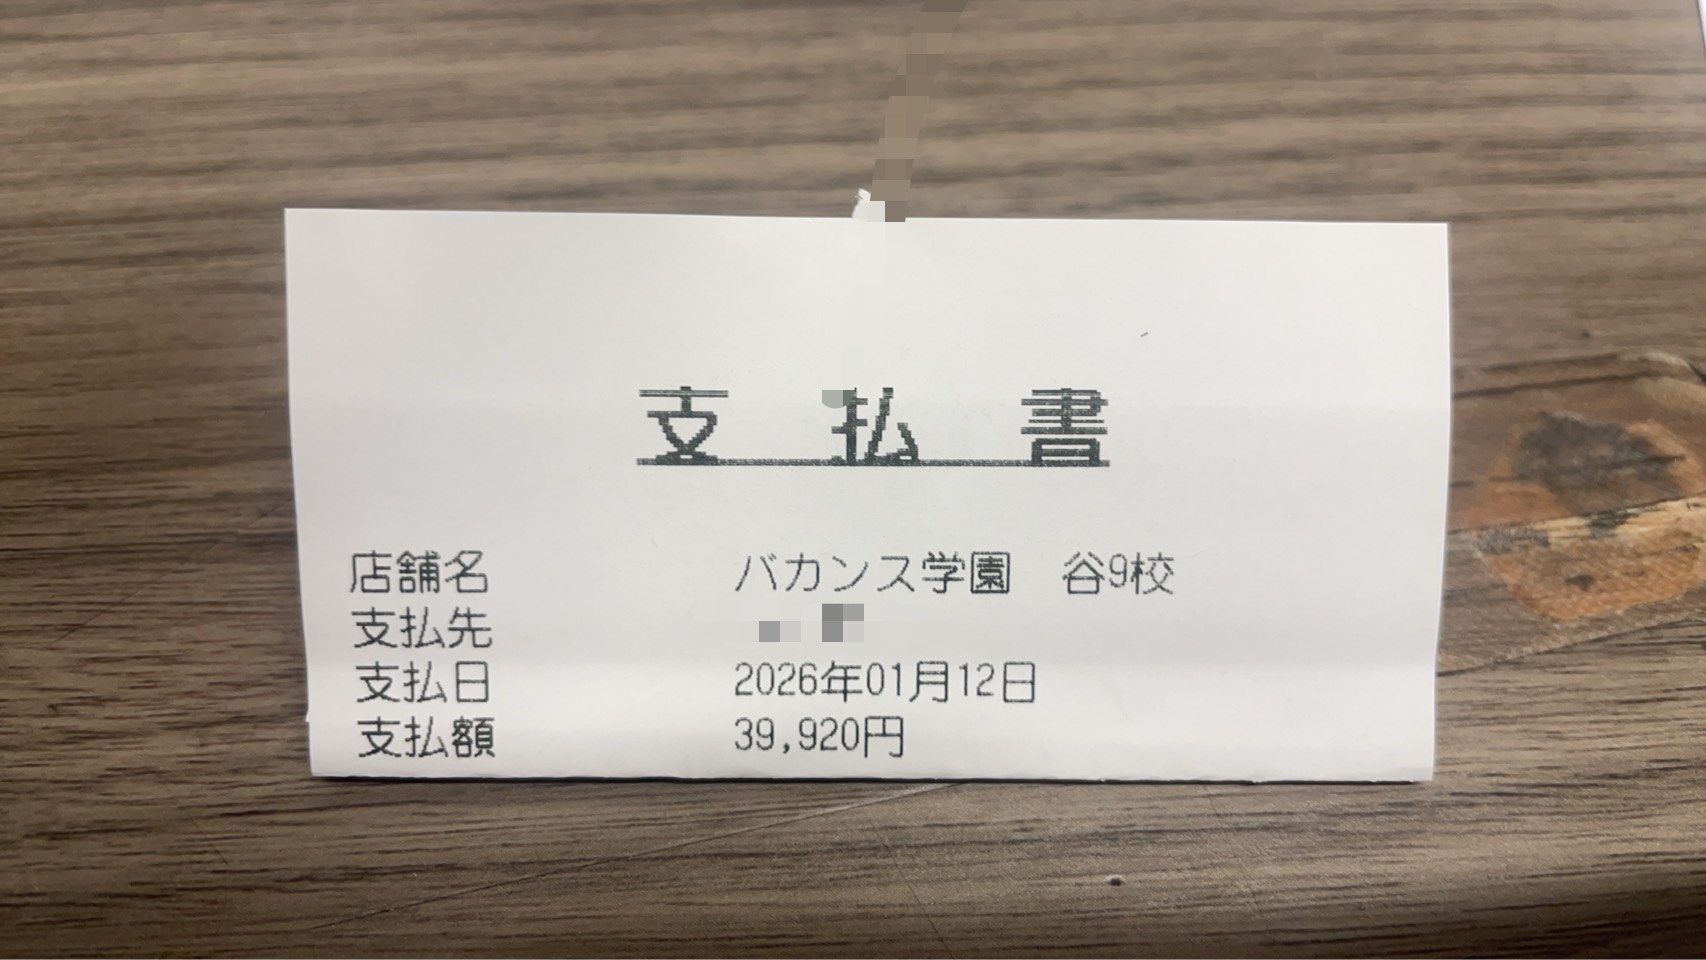 支払書
店舗名 バカンス学園 谷9校
支払先
支払日 2026年01月12日
支払額 39,920円